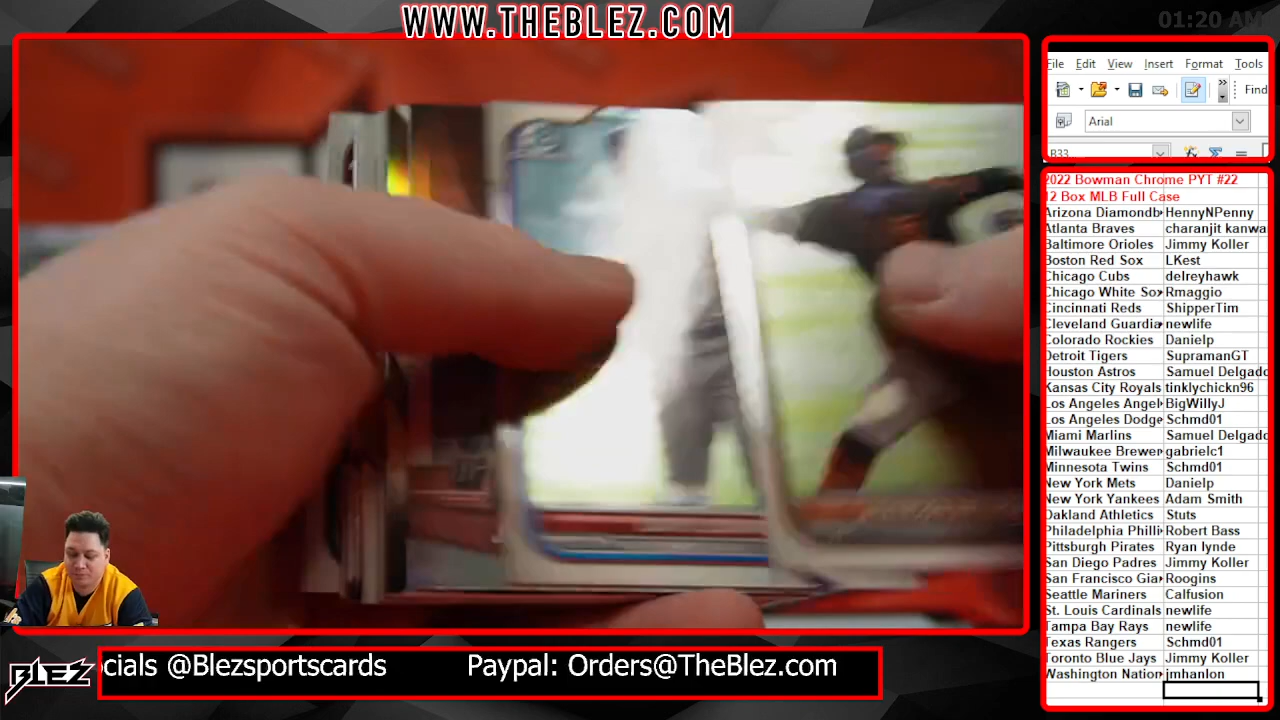 WWW.THEBLEZ.COM
01:20 AM
File Edit View Insert Format Tools
Find
Arial
B33
2022 Bowman Chrome PYT #22
12 Box MLB Full Case
Arizona Diamondb HennyNPenny
Atlanta Braves charanjit kanwa
Baltimore Orioles Jimmy Koller
Boston Red Sox LKest
Chicago Cubs delreyhawk
Chicago White Sox Rmaggio
Cincinnati Reds ShipperTim
Cleveland Guardia newlife
Colorado Rockies Danielp
Detroit Tigers SupramanGT
Houston Astros Samuel Delgado
Kansas City Royals tinklychickn96
Los Angeles Angel BigWillyJ
Los Angeles Dodge Schmd01
Miami Marlins Samuel Delgado
Milwaukee Brewer gabrielc1
Minnesota Twins Schmd01
New York Mets Danielp
New York Yankees Adam Smith
Oakland Athletics Stuts
Philadelphia Philli Robert Bass
Pittsburgh Pirates Ryan lynde
San Diego Padres Jimmy Koller
San Francisco Gia Roogins
Seattle Mariners Calfusion
St. Louis Cardinals newlife
Tampa Bay Rays newlife
Texas Rangers Schmd01
Toronto Blue Jays Jimmy Koller
Washington Nation jmhanlon
BLEZ
ocials @Blezsportscards Paypal: Orders@TheBlez.com